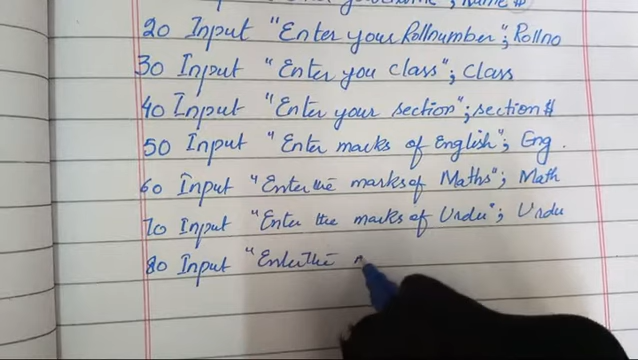 ; Name $
20 Input "Enter your Rollnumber"; Rollno
30 Input "Enter you class"; Class
40 Input "Enter your section"; section$
50 Input "Enter marks of English"; Eng.
60 Input "Enter the marks of Maths"; Math
70 Input "Enter the marks of Urdu"; Urdu
80 Input "Enter the